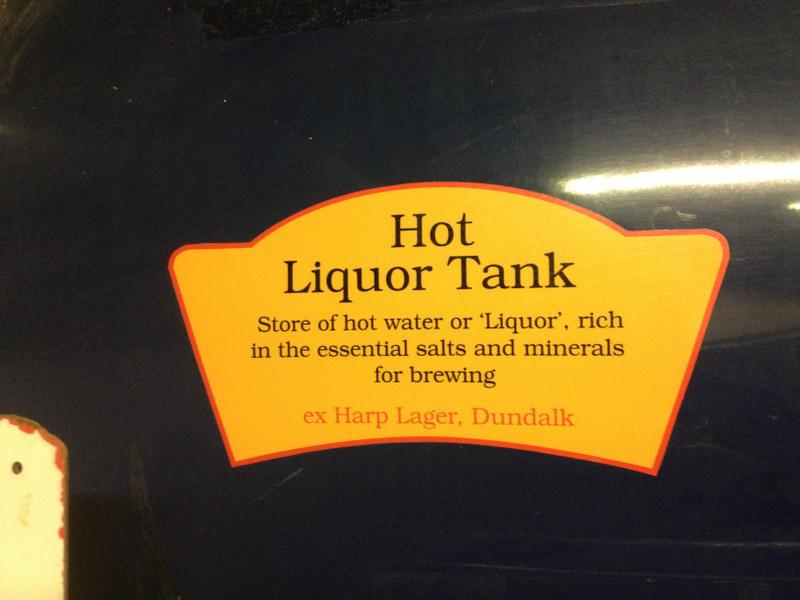 Hot
Liquor Tank
Store of hot water or ‘Liquor’, rich
in the essential salts and minerals
for brewing
ex Harp Lager, Dundalk